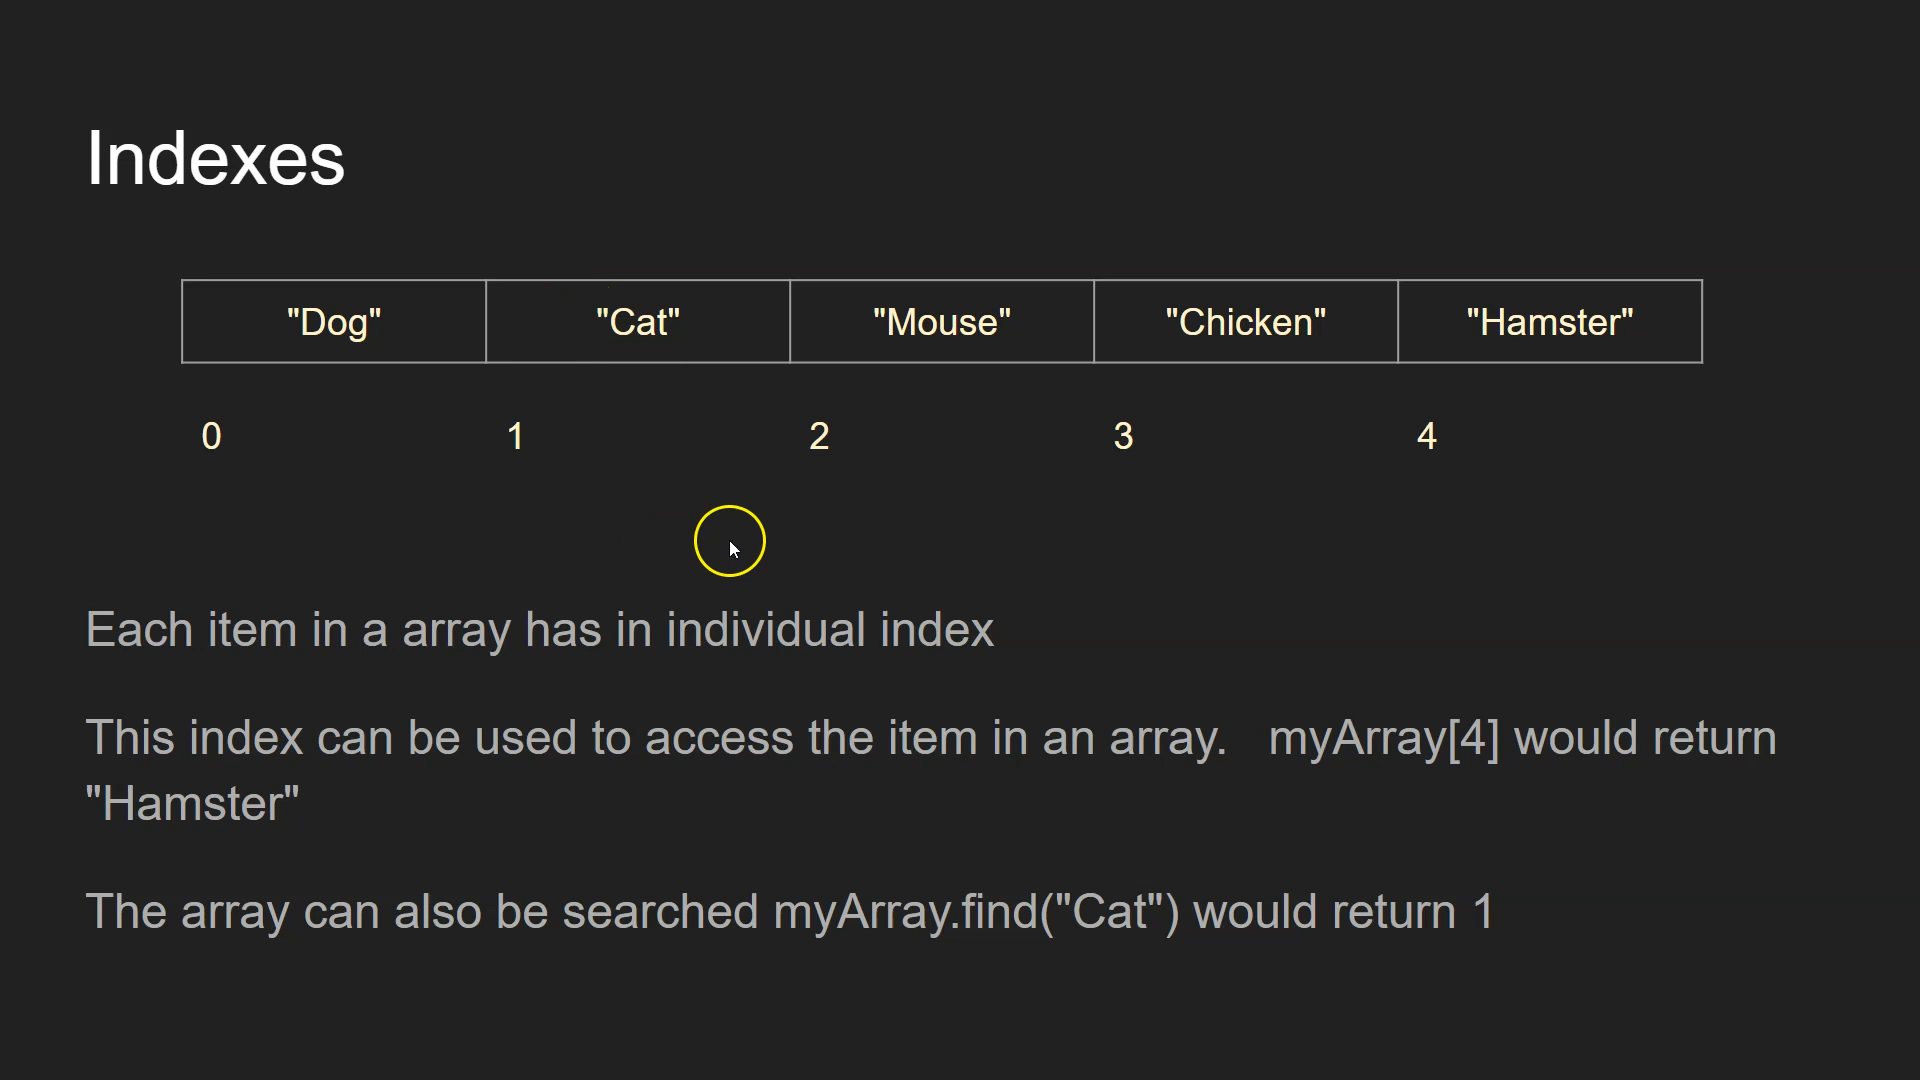 Indexes
"Dog" "Cat" "Mouse" "Chicken" "Hamster"
0 1 2 3 4
Each item in a array has in individual index
This index can be used to access the item in an array.   myArray[4] would return
"Hamster"
The array can also be searched myArray.find("Cat") would return 1